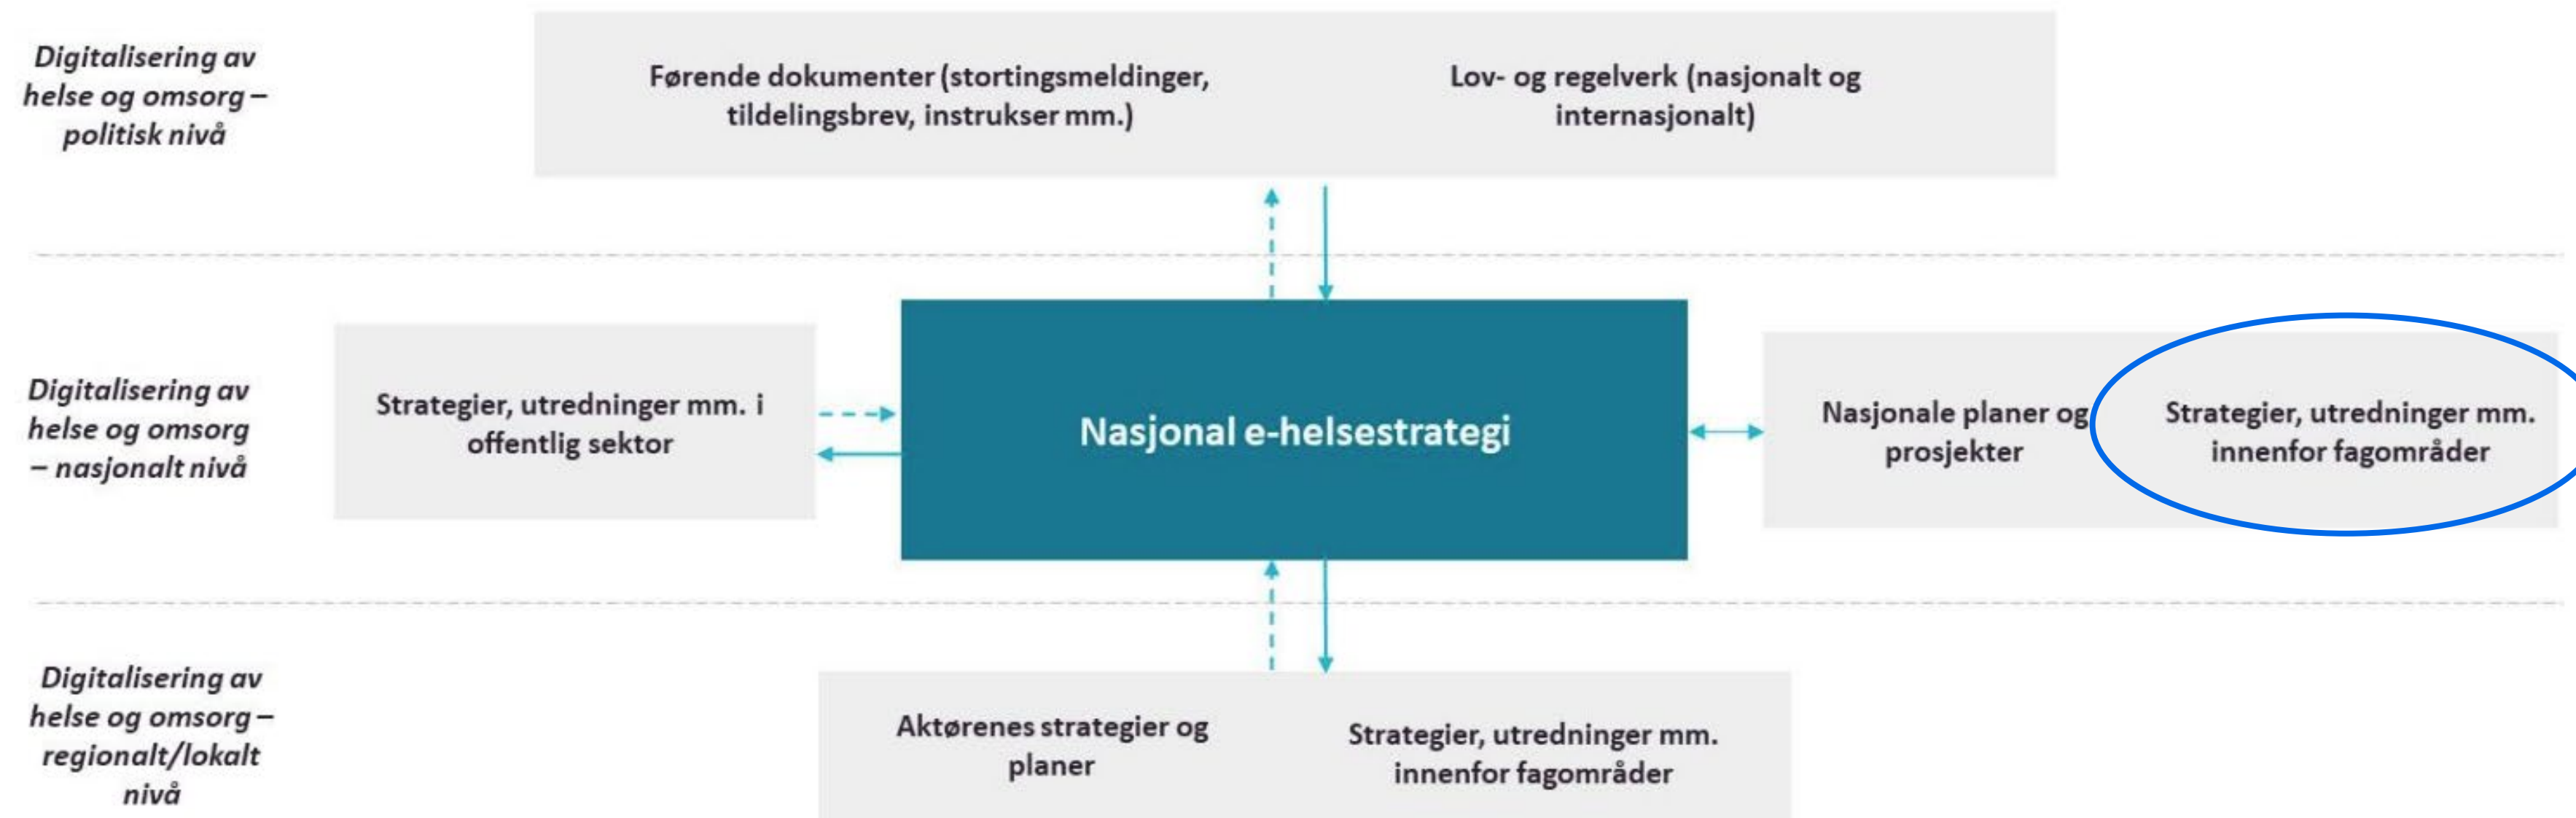 Digitalisering av
helse og omsorg –
politisk nivå
Førende dokumenter (stortingsmeldinger,
tildelingsbrev, instrukser mm.)
Lov- og regelverk (nasjonalt og
internasjonalt)
Digitalisering av
helse og omsorg
– nasjonalt nivå
Strategier, utredninger mm. i
offentlig sektor
Nasjonal e-helsestrategi
Nasjonale planer og
prosjekter
Strategier, utredninger mm.
innenfor fagområder
Digitalisering av
helse og omsorg –
regionalt/lokalt
nivå
Aktørenes strategier og
planer
Strategier, utredninger mm.
innenfor fagområder